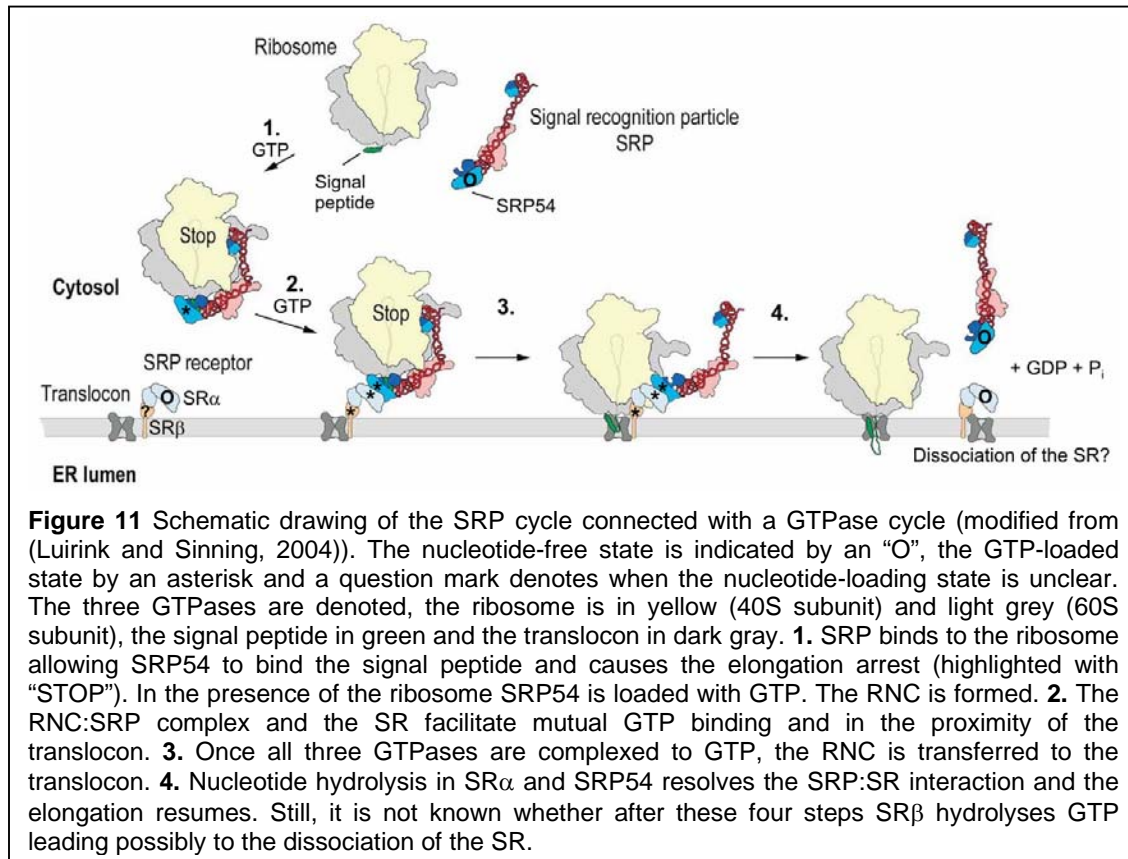 Ribosome
1.
GTP
Signal recognition particle
SRP
Signal
peptide
O
SRP54
Stop
Cytosol
*
2.
GTP
Stop
3.
4.
O
SRP receptor
+ GDP + Pi
Translocon
O
SRα
?
SRβ
*
*
*
*
*
*
O
Dissociation of the SR?
ER lumen
Figure 11 Schematic drawing of the SRP cycle connected with a GTPase cycle (modified from
(Luirink and Sinning, 2004)). The nucleotide-free state is indicated by an “O”, the GTP-loaded
state by an asterisk and a question mark denotes when the nucleotide-loading state is unclear.
The three GTPases are denoted, the ribosome is in yellow (40S subunit) and light grey (60S
subunit), the signal peptide in green and the translocon in dark gray. 1. SRP binds to the ribosome
allowing SRP54 to bind the signal peptide and causes the elongation arrest (highlighted with
“STOP”). In the presence of the ribosome SRP54 is loaded with GTP. The RNC is formed. 2. The
RNC:SRP complex and the SR facilitate mutual GTP binding and in the proximity of the
translocon. 3. Once all three GTPases are complexed to GTP, the RNC is transferred to the
translocon. 4. Nucleotide hydrolysis in SRα and SRP54 resolves the SRP:SR interaction and the
elongation resumes. Still, it is not known whether after these four steps SRβ hydrolyses GTP
leading possibly to the dissociation of the SR.